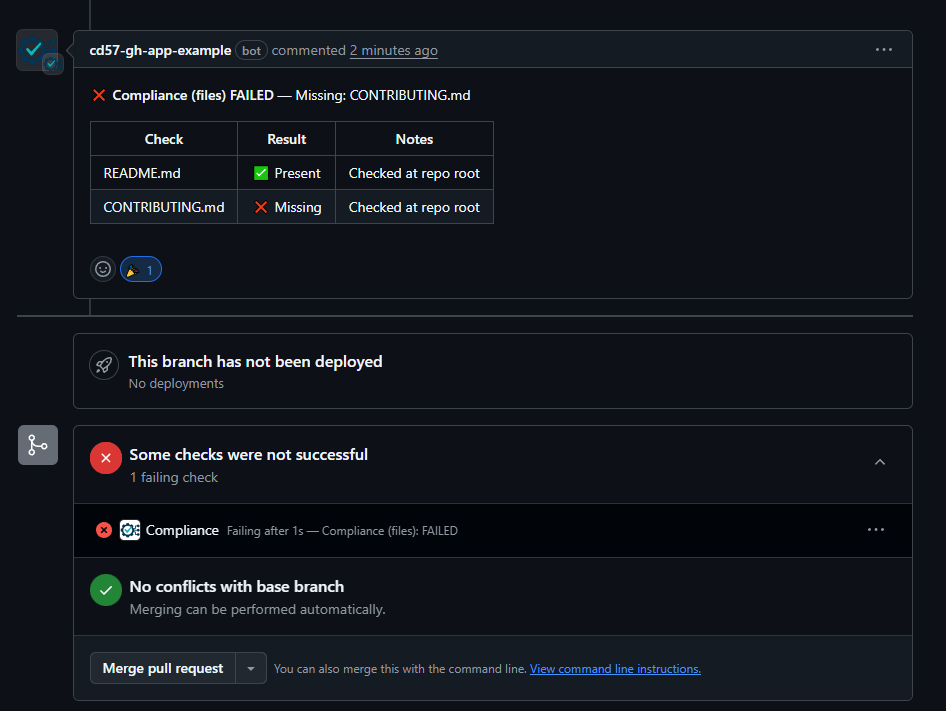 cd57-gh-app-example bot commented 2 minutes ago
❌ Compliance (files) FAILED — Missing: CONTRIBUTING.md
Check Result Notes
README.md ✅ Present Checked at repo root
CONTRIBUTING.md ❌ Missing Checked at repo root
🎉 1
This branch has not been deployed
No deployments
Some checks were not successful
1 failing check
Compliance Failing after 1s — Compliance (files): FAILED
No conflicts with base branch
Merging can be performed automatically.
Merge pull request You can also merge this with the command line. View command line instructions.